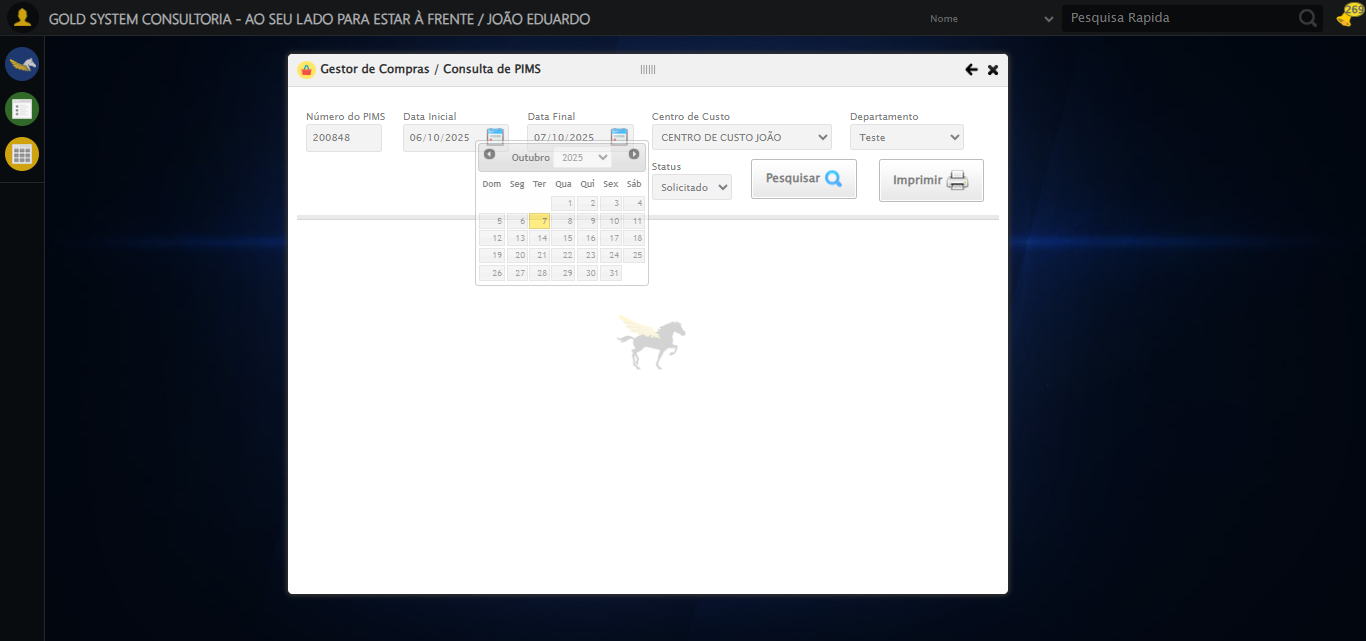 GOLD SYSTEM CONSULTORIA - AO SEU LADO PARA ESTAR À FRENTE / JOÃO EDUARDO
Nome
Pesquisa Rapida
269
Gestor de Compras / Consulta de PIMS
Número do PIMS Data Inicial Data Final Centro de Custo Departamento
200848 06/10/2025 07/10/2025 CENTRO DE CUSTO JOÃO Teste
Outubro 2025
Status
Solicitado
Pesquisar
Imprimir
Dom Seg Ter Qua Qui Sex Sáb
1 2 3 4
5 6 7 8 9 10 11
12 13 14 15 16 17 18
19 20 21 22 23 24 25
26 27 28 29 30 31